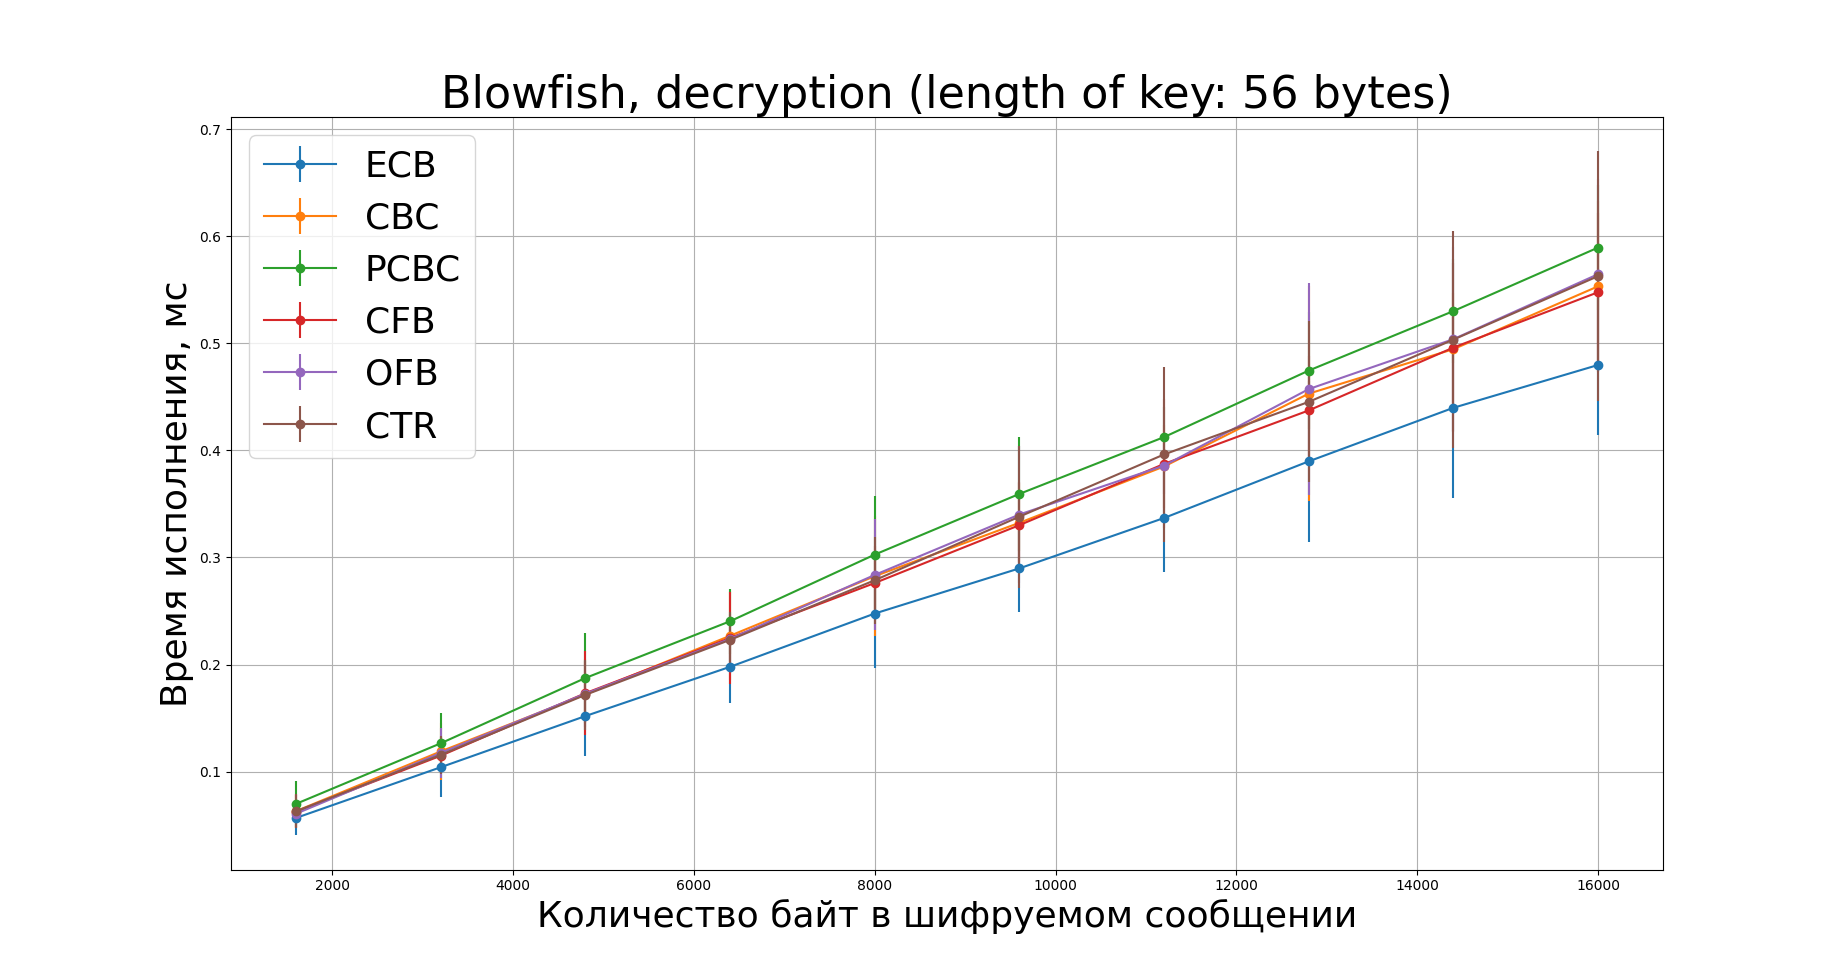 Blowfish, decryption (length of key: 56 bytes)
0.7
0.6
0.5
0.4
0.3
0.2
0.1
ECB
CBC
PCBC
CFB
OFB
CTR
Время исполнения, мс
2000 4000 6000 8000 10000 12000 14000 16000
Количество байт в шифруемом сообщении